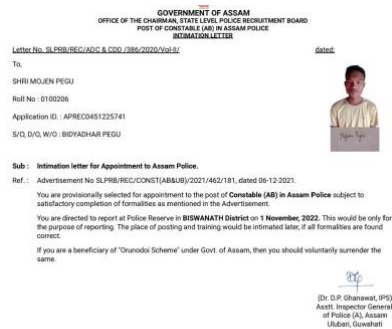 GOVERNMENT OF ASSAM
OFFICE OF THE CHAIRMAN, STATE LEVEL POLICE RECRUITMENT BOARD
POST OF CONSTABLE (AB) IN ASSAM POLICE
INTIMATION LETTER
Letter No. SLPRB/REC/ADC & CDD /386/2020/Vol-II/ dated:
To,
SHRI MOJEN PEGU
Roll No : 0100206
Application ID. : APREC0451225741
S/O, D/O, W/O : BIDYADHAR PEGU
Mojen Pegu
Sub : Intimation letter for Appointment to Assam Police.
Ref. : Advertisement No SLPRB/REC/CONST(AB&UB)/2021/462/181, dated 06-12-2021.
You are provisionally selected for appointment to the post of Constable (AB) in Assam Police subject to
satisfactory completion of formalities as mentioned in the Advertisement.
You are directed to report at Police Reserve in BISWANATH District on 1 November, 2022. This would be only for
the purpose of reporting. The place of posting and training would be intimated later, if all formalities are found
correct.
If you are a beneficiary of "Orunodoi Scheme" under Govt. of Assam, then you should voluntarily surrender the
same.
(Dr. D.P. Ghanawat, IPS)
Asstt. Inspector General
of Police (A), Assam
Ulubari, Guwahati